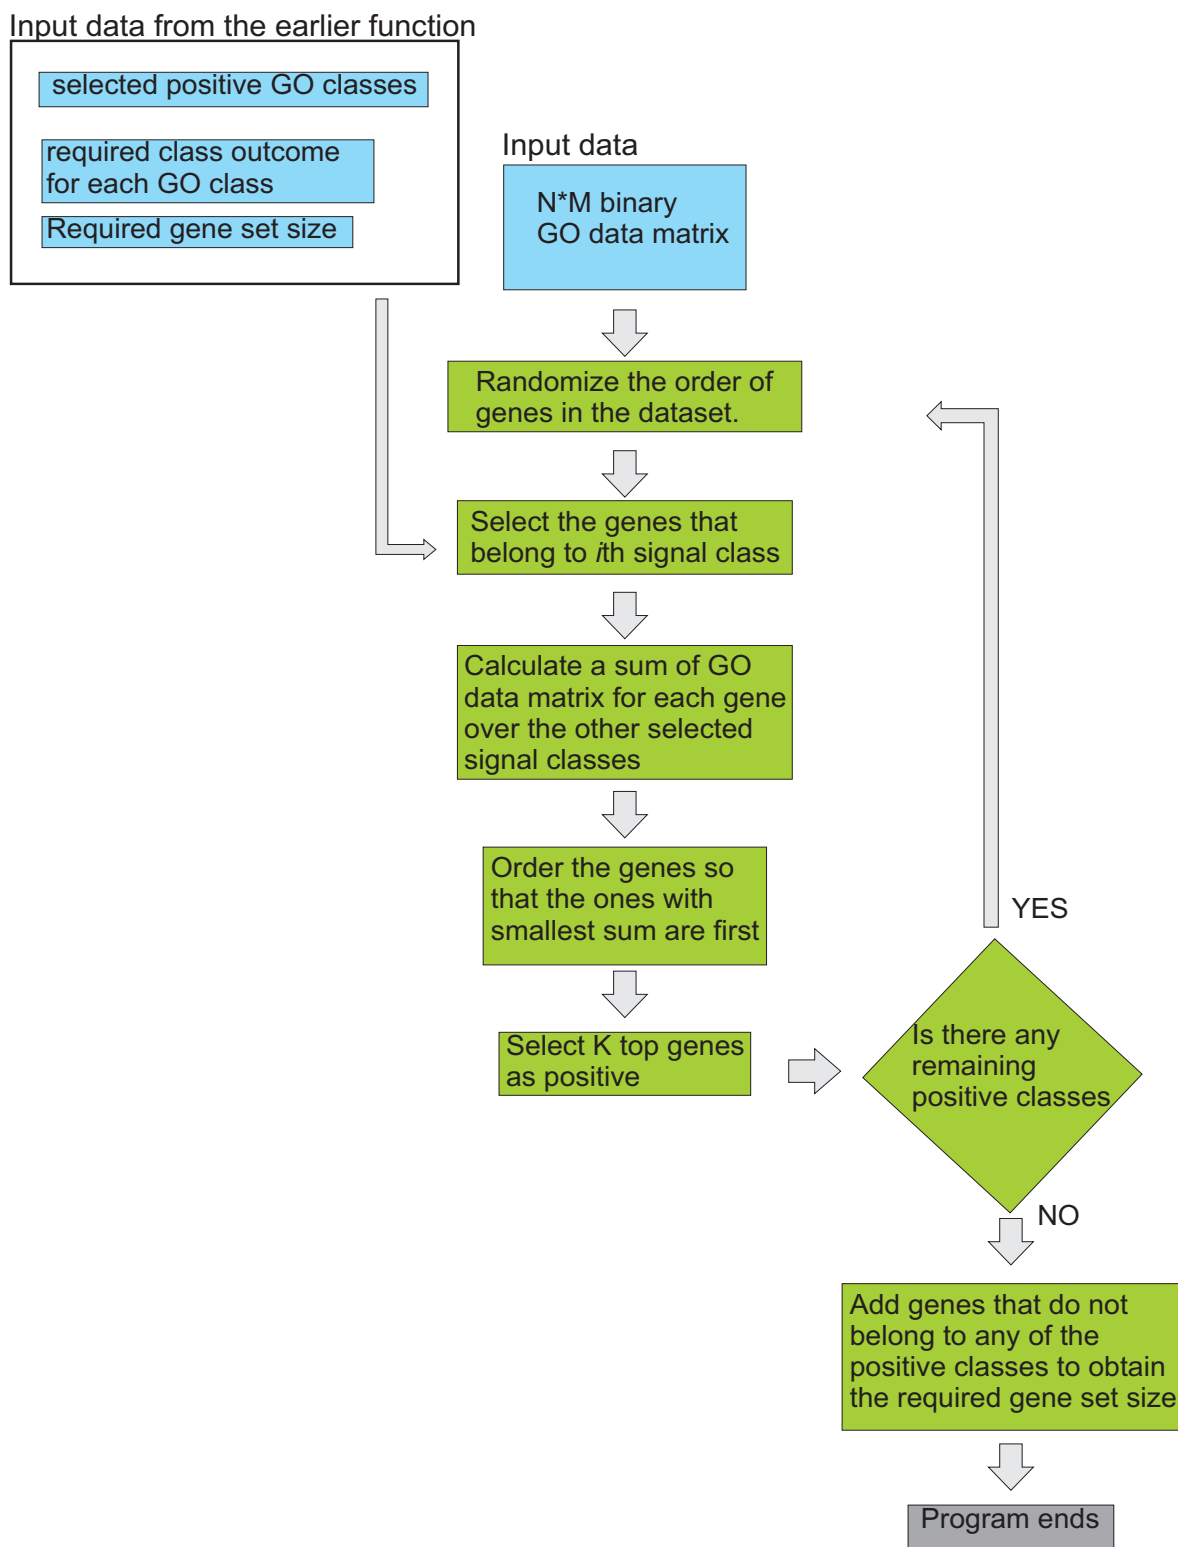 Input data from the earlier function
selected positive GO classes
required class outcome
for each GO class
Required gene set size
Input data
N*M binary
GO data matrix
Randomize the order of
genes in the dataset.
Select the genes that
belong to ith signal class
Calculate a sum of GO
data matrix for each gene
over the other selected
signal classes
Order the genes so
that the ones with
smallest sum are first
Select K top genes
as positive
YES
Is there any
remaining
positive classes
NO
Add genes that do not
belong to any of the
positive classes to obtain
the required gene set size
Program ends